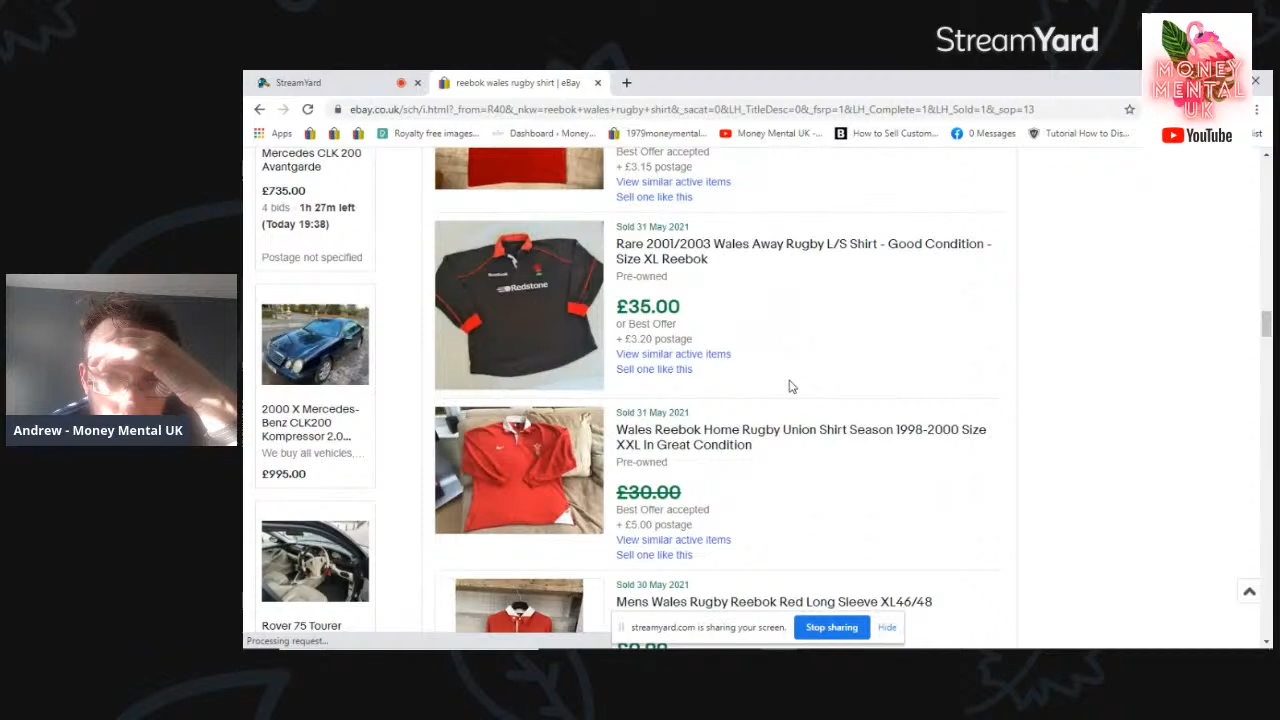 StreamYard
MONEY
MENTAL
UK
YouTube
StreamYard
reebok wales rugby shirt | eBay
ebay.co.uk/sch/i.html?_from=R40&_nkw=reebok+wales+rugby+shirt&_sacat=0&LH_TitleDesc=0&_fsrp=1&LH_Complete=1&LH_Sold=1&_sop=13
Apps
Royalty free images...
Dashboard ‹ Money...
1979moneymental...
Money Mental UK -...
How to Sell Custom...
0 Messages
Tutorial How to Dis...
ist
Mercedes CLK 200
Avantgarde
£735.00
4 bids · 1h 27m left
(Today 19:38)
Postage not specified
2000 X Mercedes-
Benz CLK200
Kompressor 2.0...
We buy all vehicles,...
£995.00
Rover 75 Tourer
Best Offer accepted
+ £3.15 postage
View similar active items
Sell one like this
Sold 31 May 2021
Rare 2001/2003 Wales Away Rugby L/S Shirt - Good Condition -
Size XL Reebok
Pre-owned
£35.00
or Best Offer
+ £3.20 postage
View similar active items
Sell one like this
Redstone
Sold 31 May 2021
Wales Reebok Home Rugby Union Shirt Season 1998-2000 Size
XXL In Great Condition
Pre-owned
£30.00
Best Offer accepted
+ £5.00 postage
View similar active items
Sell one like this
Sold 30 May 2021
Mens Wales Rugby Reebok Red Long Sleeve XL46/48
streamyard.com is sharing your screen.
Stop sharing
Hide
Processing request...
Andrew - Money Mental UK